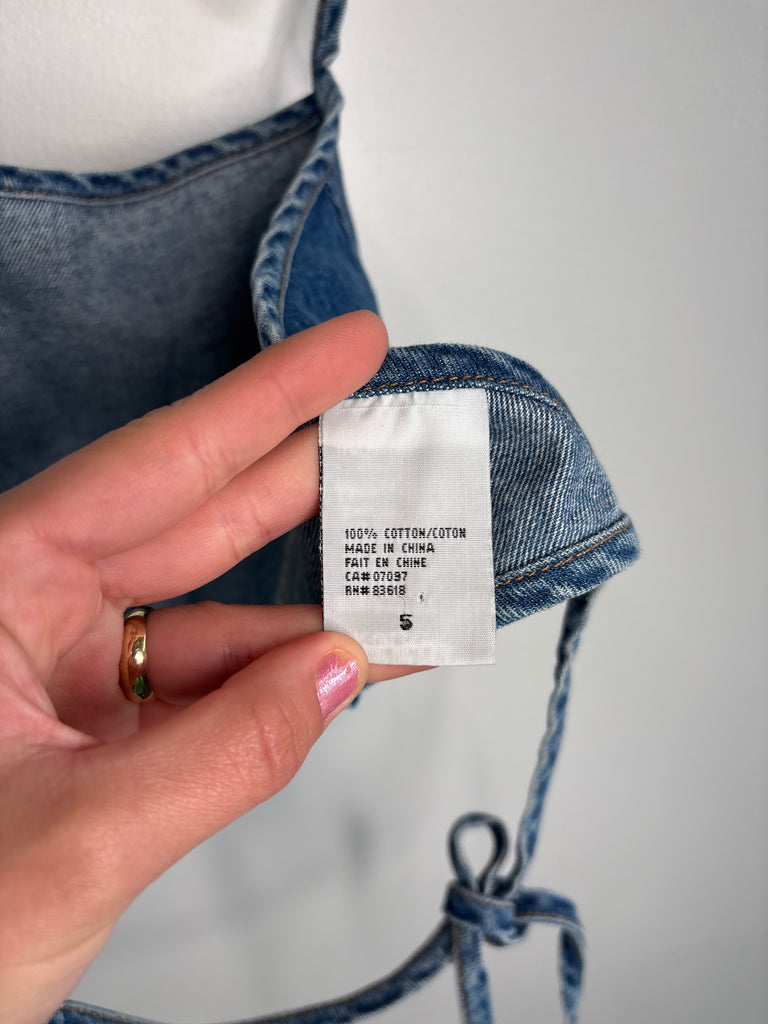 100% COTTON/COTON
MADE IN CHINA
FAIT EN CHINE
CA# 07097
RN# 83618
5